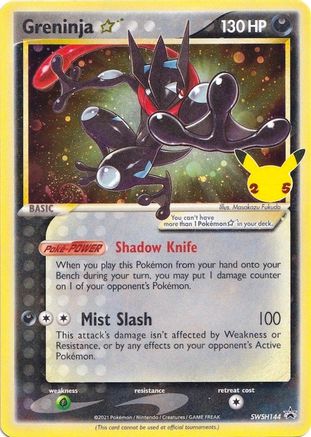 Greninja ☆ 130 HP
25
Illus. Masakazu Fukuda
BASIC
You can't have
more than 1 Pokémon☆ in your deck.
Poké-POWER Shadow Knife
When you play this Pokémon from your hand onto your
Bench during your turn, you may put 1 damage counter
on 1 of your opponent's Pokémon.
Mist Slash 100
This attack's damage isn't affected by Weakness or
Resistance, or by any effects on your opponent's
Active Pokémon.
weakness resistance retreat cost
©2021 Pokémon / Nintendo / Creatures / GAME FREAK
SWSH144
(This card cannot be used at official tournaments.)